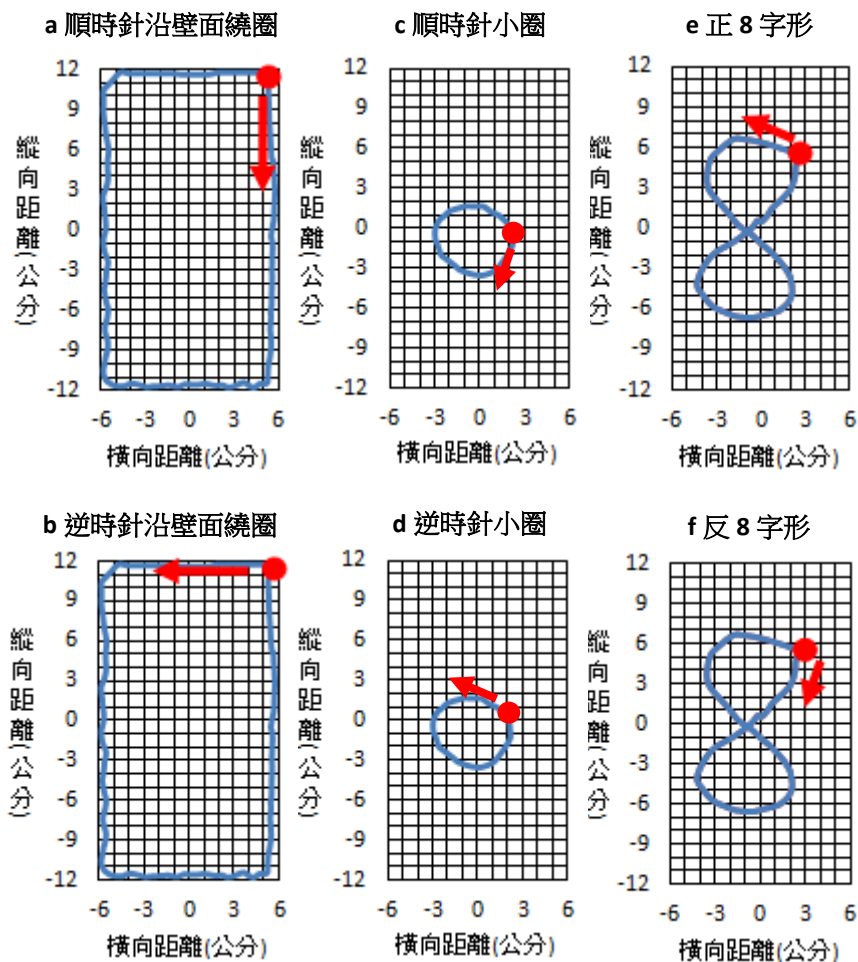 a 順時針沿壁面繞圈
12
9
6
3
0
-3
-6
-9
-12
縱向距離(公分)
-6 -3 0 3 6
橫向距離(公分)
c 順時針小圈
12
9
6
3
0
-3
-6
-9
-12
縱向距離(公分)
-6 -3 0 3 6
橫向距離(公分)
e 正 8 字形
12
9
6
3
0
-3
-6
-9
-12
縱向距離(公分)
-6 -3 0 3 6
橫向距離(公分)
b 逆時針沿壁面繞圈
12
9
6
3
0
-3
-6
-9
-12
縱向距離(公分)
-6 -3 0 3 6
橫向距離(公分)
d 逆時針小圈
12
9
6
3
0
-3
-6
-9
-12
縱向距離(公分)
-6 -3 0 3 6
橫向距離(公分)
f 反 8 字形
12
9
6
3
0
-3
-6
-9
-12
縱向距離(公分)
-6 -3 0 3 6
橫向距離(公分)